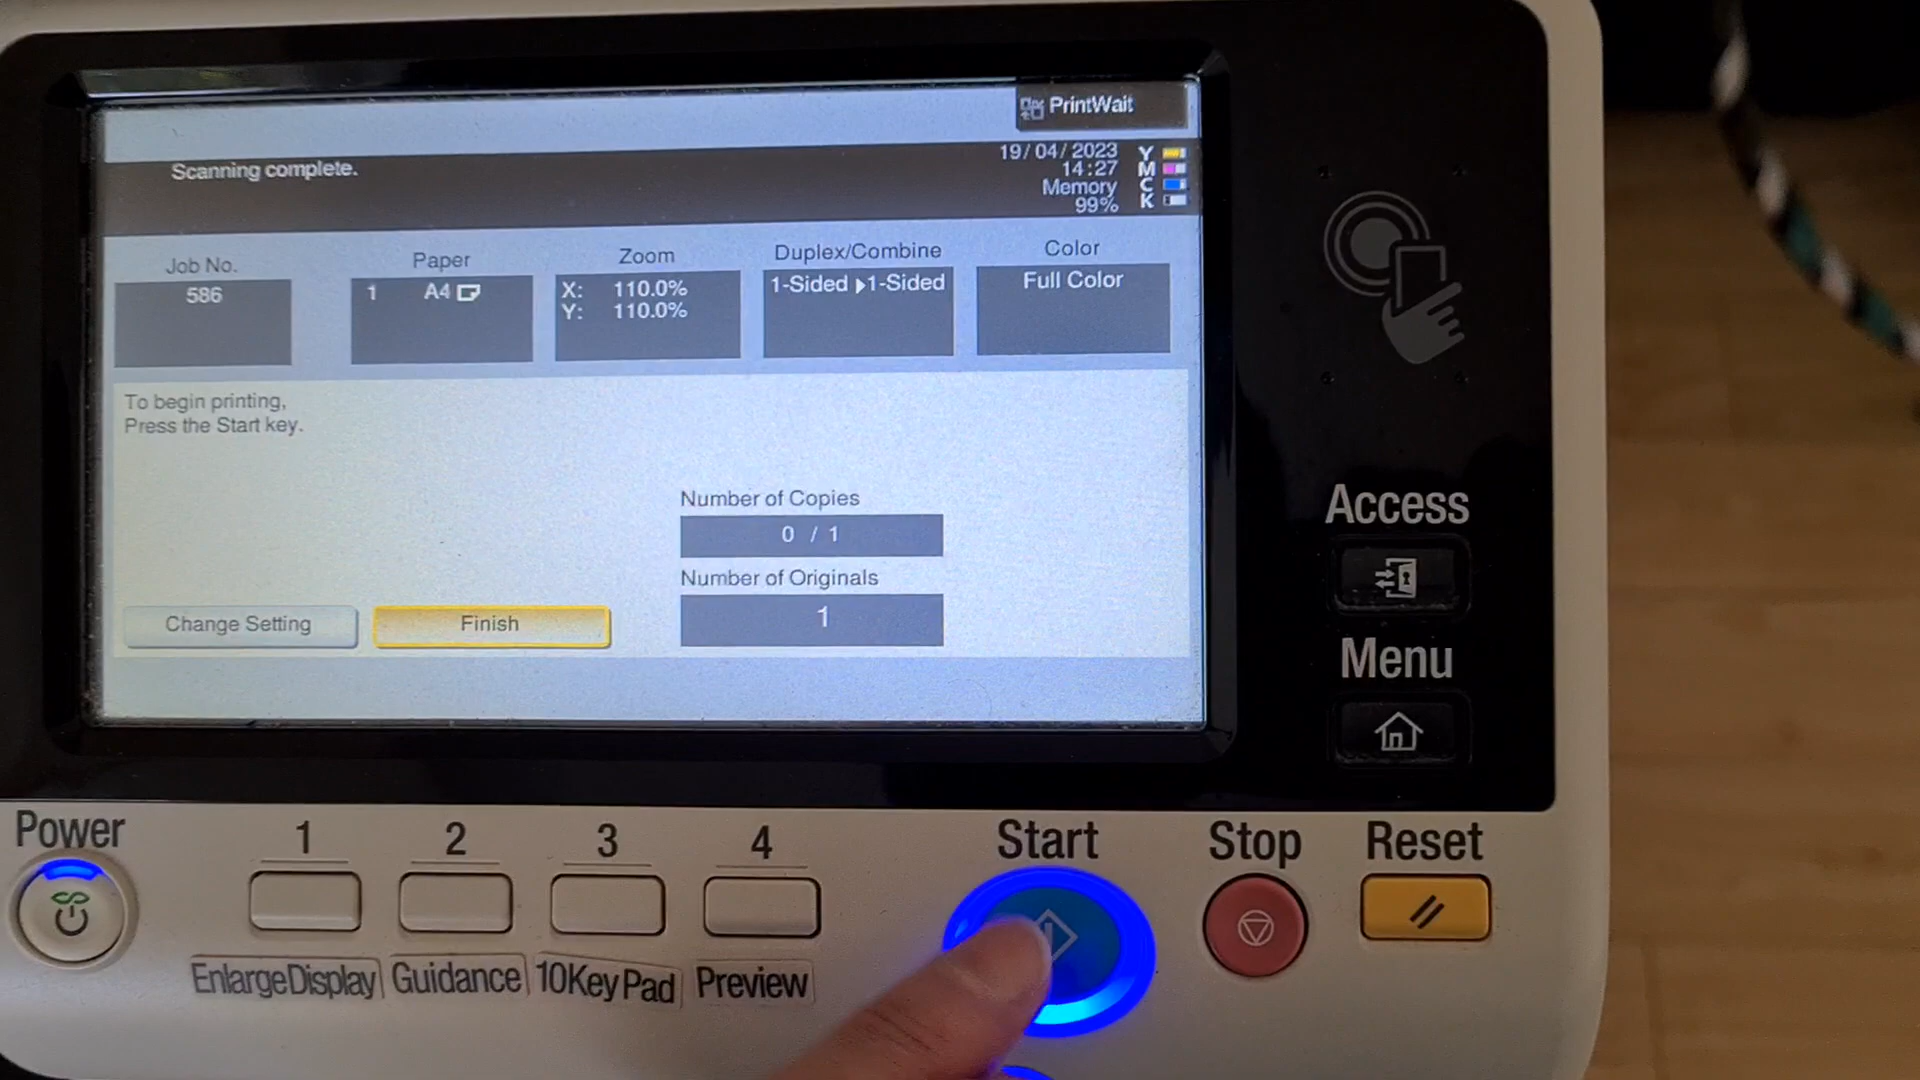 PrintWait
Scanning complete.
19/04/2023
14:27
Memory
99%
Y
M
C
K
Job No.
586
Paper
1 A4
Zoom
X: 110.0%
Y: 110.0%
Duplex/Combine
1-Sided ▶1-Sided
Color
Full Color
To begin printing,
Press the Start key.
Number of Copies
0 / 1
Number of Originals
1
Change Setting
Finish
Access
Menu
Power
1
2
3
4
Start
Stop
Reset
EnlargeDisplay
Guidance
10KeyPad
Preview